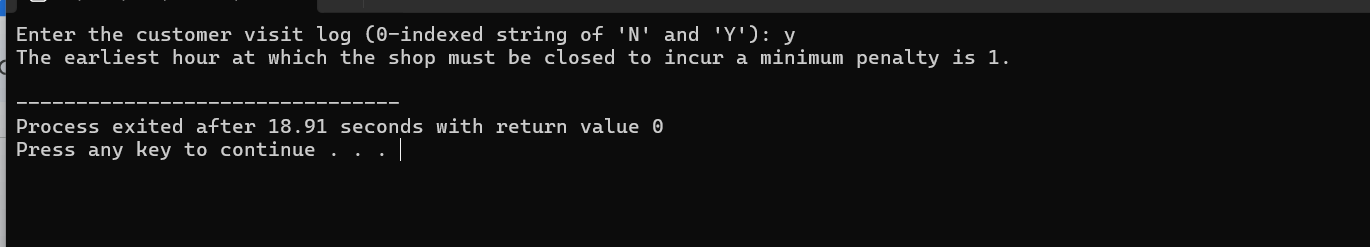 Enter the customer visit log (0-indexed string of 'N' and 'Y'): y
The earliest hour at which the shop must be closed to incur a minimum penalty is 1.
--------------------------------
Process exited after 18.91 seconds with return value 0
Press any key to continue . . .